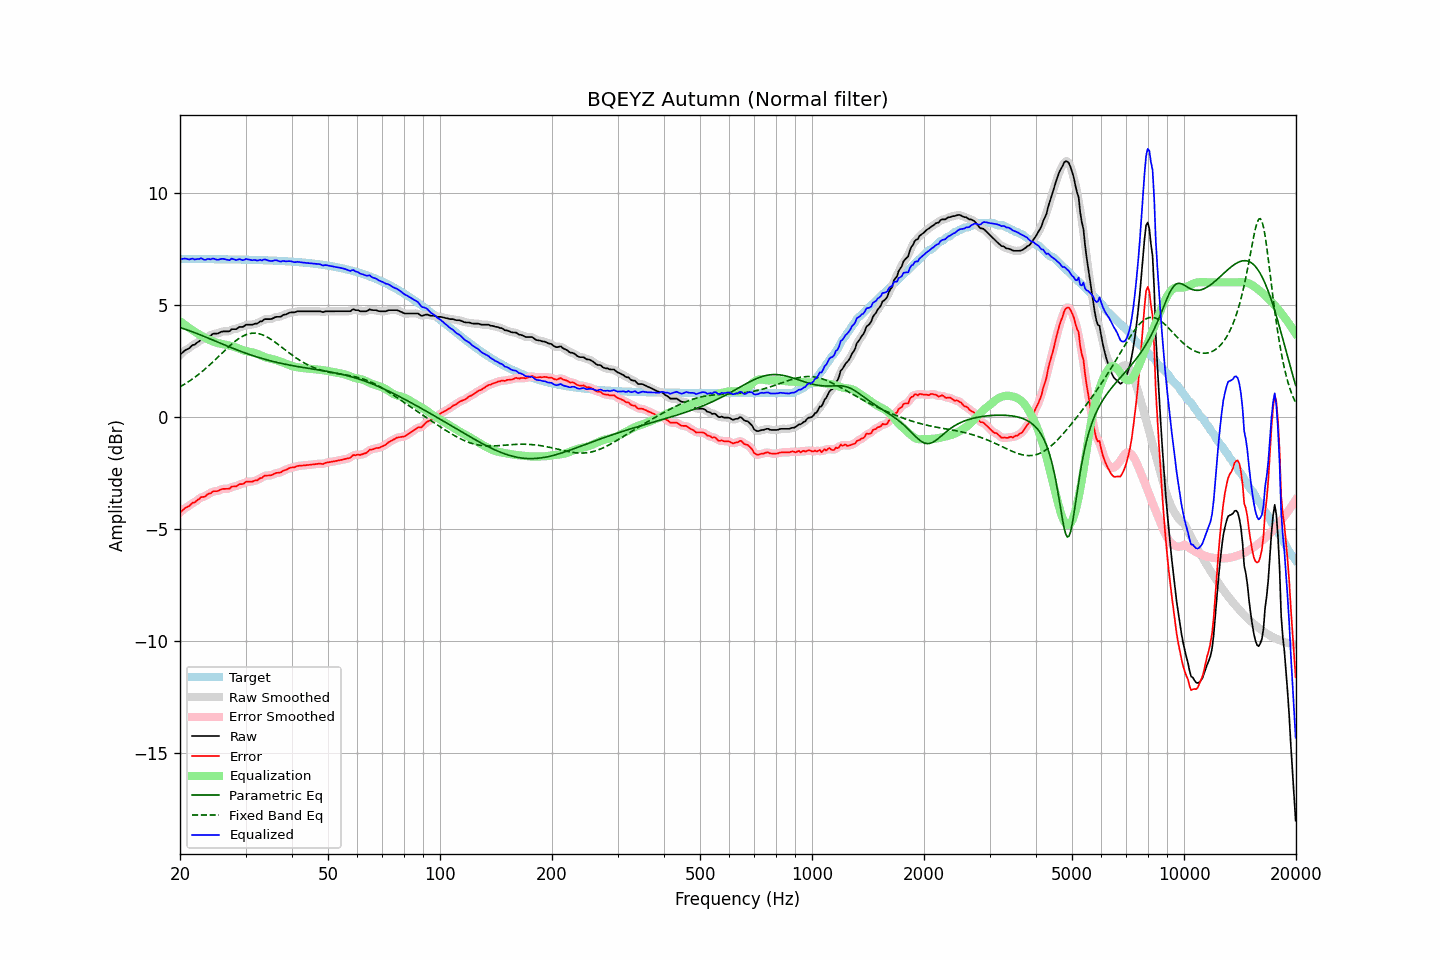 BQEYZ Autumn (Normal filter)
Amplitude (dBr)
10
5
0
−5
−10
−15
Target
Raw Smoothed
Error Smoothed
Raw
Error
Equalization
Parametric Eq
Fixed Band Eq
Equalized
20 50 100 200 500 1000 2000 5000 10000 20000
Frequency (Hz)